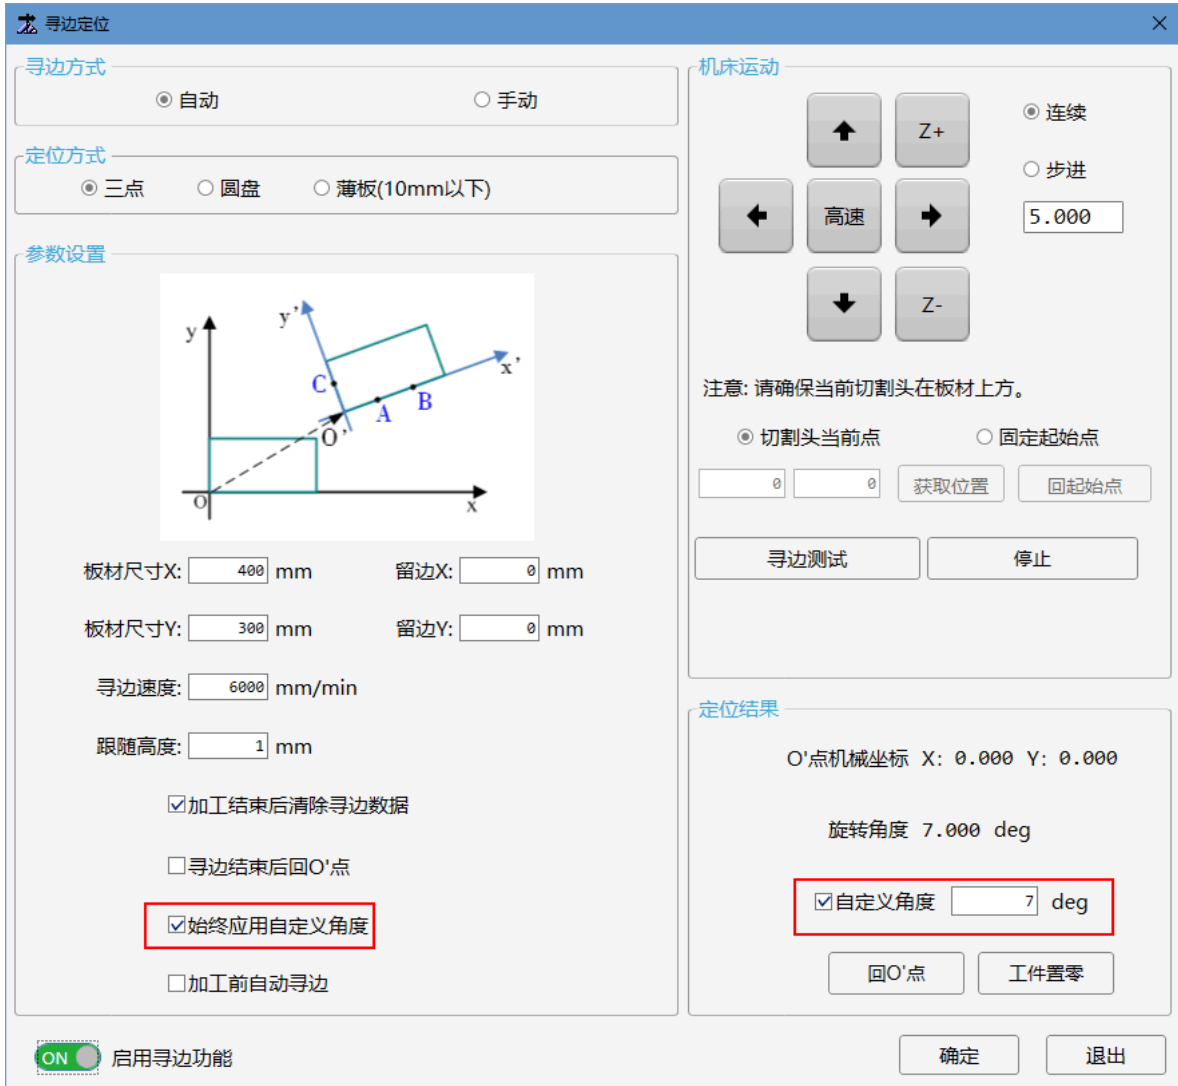 寻边定位
寻边方式
自动 手动
定位方式
三点 圆盘 薄板(10mm以下)
参数设置
y y' x' C A B O' O x
板材尺寸X: 400 mm 留边X: 0 mm
板材尺寸Y: 300 mm 留边Y: 0 mm
寻边速度: 6000 mm/min
跟随高度: 1 mm
加工结束后清除寻边数据
寻边结束后回O'点
始终应用自定义角度
加工前自动寻边
ON 启用寻边功能
机床运动
Z+ 连续
步进
高速 5.000
Z-
注意: 请确保当前切割头在板材上方。
切割头当前点 固定起始点
0 0 获取位置 回起始点
寻边测试 停止
定位结果
O'点机械坐标 X: 0.000 Y: 0.000
旋转角度 7.000 deg
自定义角度 7 deg
回O'点 工件置零
确定 退出